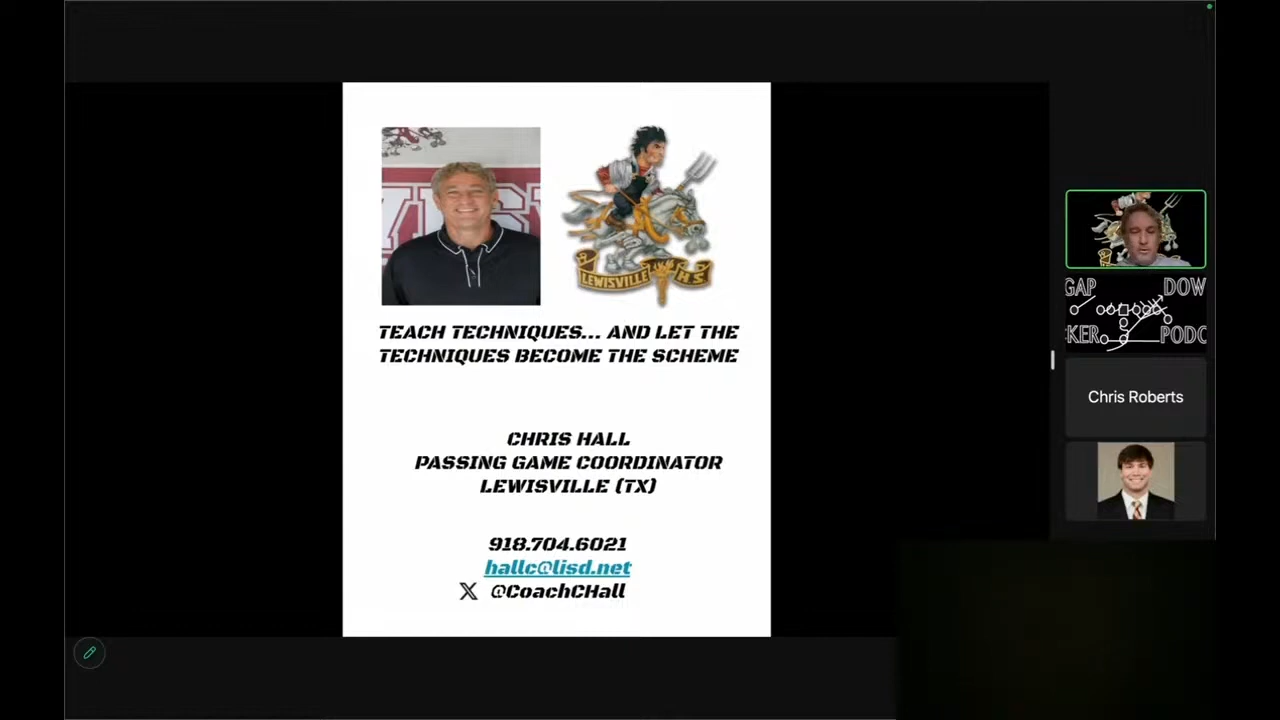 LEWISVILLE H.S.
TEACH TECHNIQUES... AND LET THE
TECHNIQUES BECOME THE SCHEME
CHRIS HALL
PASSING GAME COORDINATOR
LEWISVILLE (TX)
918.704.6021
hallc@lisd.net
X @CoachCHall
GAP DOW
KER PODC
Chris Roberts